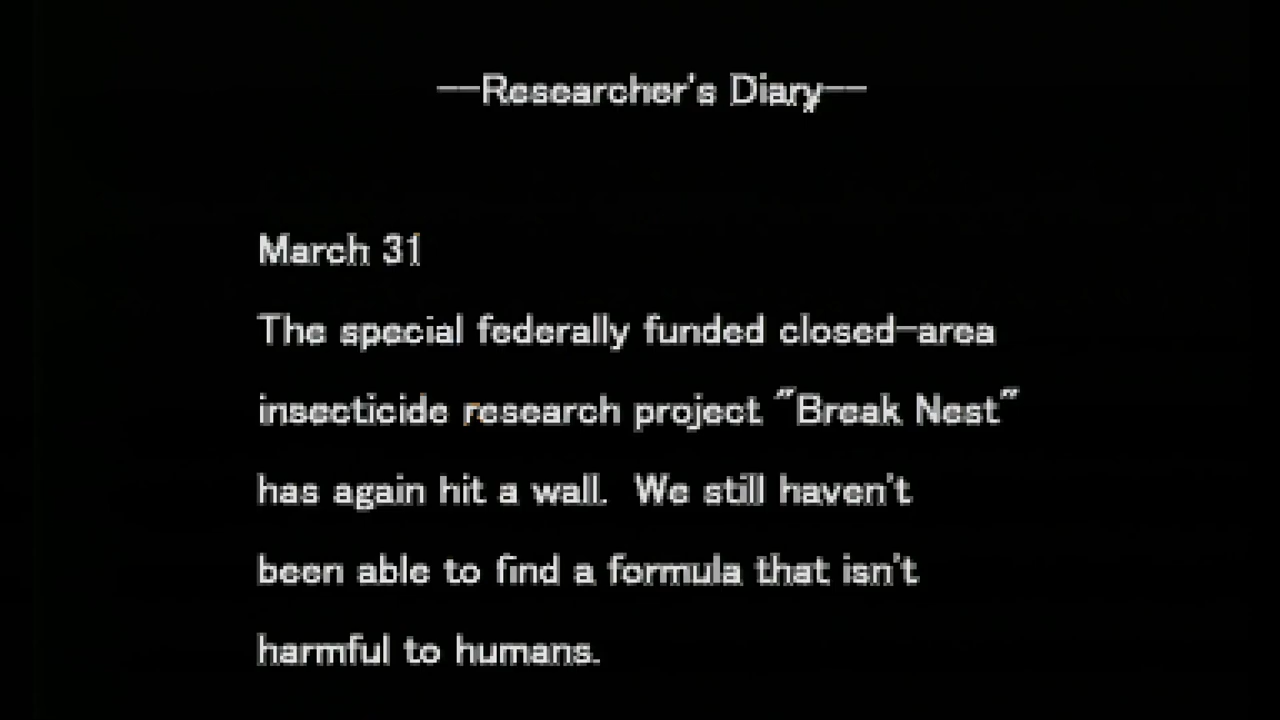 ——Researcher's Diary——
March 31
The special federally funded closed-area
insecticide research project "Break Nest"
has again hit a wall.  We still haven't
been able to find a formula that isn't
harmful to humans.